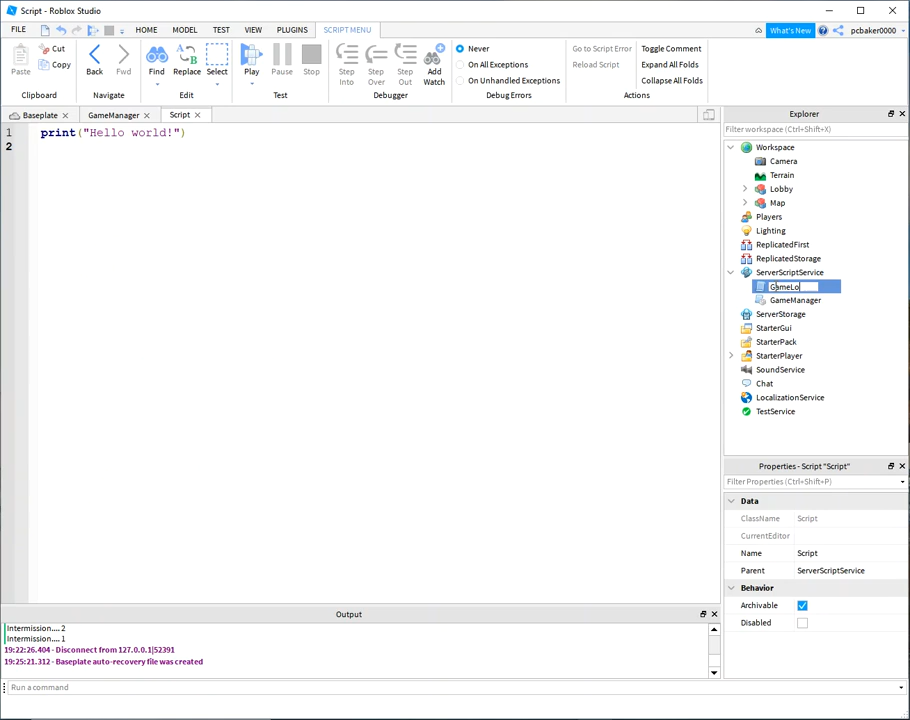 Script - Roblox Studio
FILE HOME MODEL TEST VIEW PLUGINS SCRIPT MENU What's New pcbaker0000
Paste Cut Copy Back Fwd Find Replace Select Play Pause Stop Step Into Step Over Step Out Add Watch
Never
On All Exceptions
On Unhandled Exceptions
Go to Script Error
Reload Script
Toggle Comment
Expand All Folds
Collapse All Folds
Clipboard Navigate Edit Test Debugger Debug Errors Actions
Baseplate GameManager Script
1 print("Hello world!")
2
Explorer
Filter workspace (Ctrl+Shift+X)
Workspace
Camera
Terrain
Lobby
Map
Players
Lighting
ReplicatedFirst
ReplicatedStorage
ServerScriptService
GameLo
GameManager
ServerStorage
StarterGui
StarterPack
StarterPlayer
SoundService
Chat
LocalizationService
TestService
Properties - Script "Script"
Filter Properties (Ctrl+Shift+P)
Data
ClassName Script
CurrentEditor
Name Script
Parent ServerScriptService
Behavior
Archivable
Disabled
Output
Intermission.... 2
Intermission.... 1
19:22:26.404 - Disconnect from 127.0.0.1|52391
19:25:21.312 - Baseplate auto-recovery file was created
Run a command